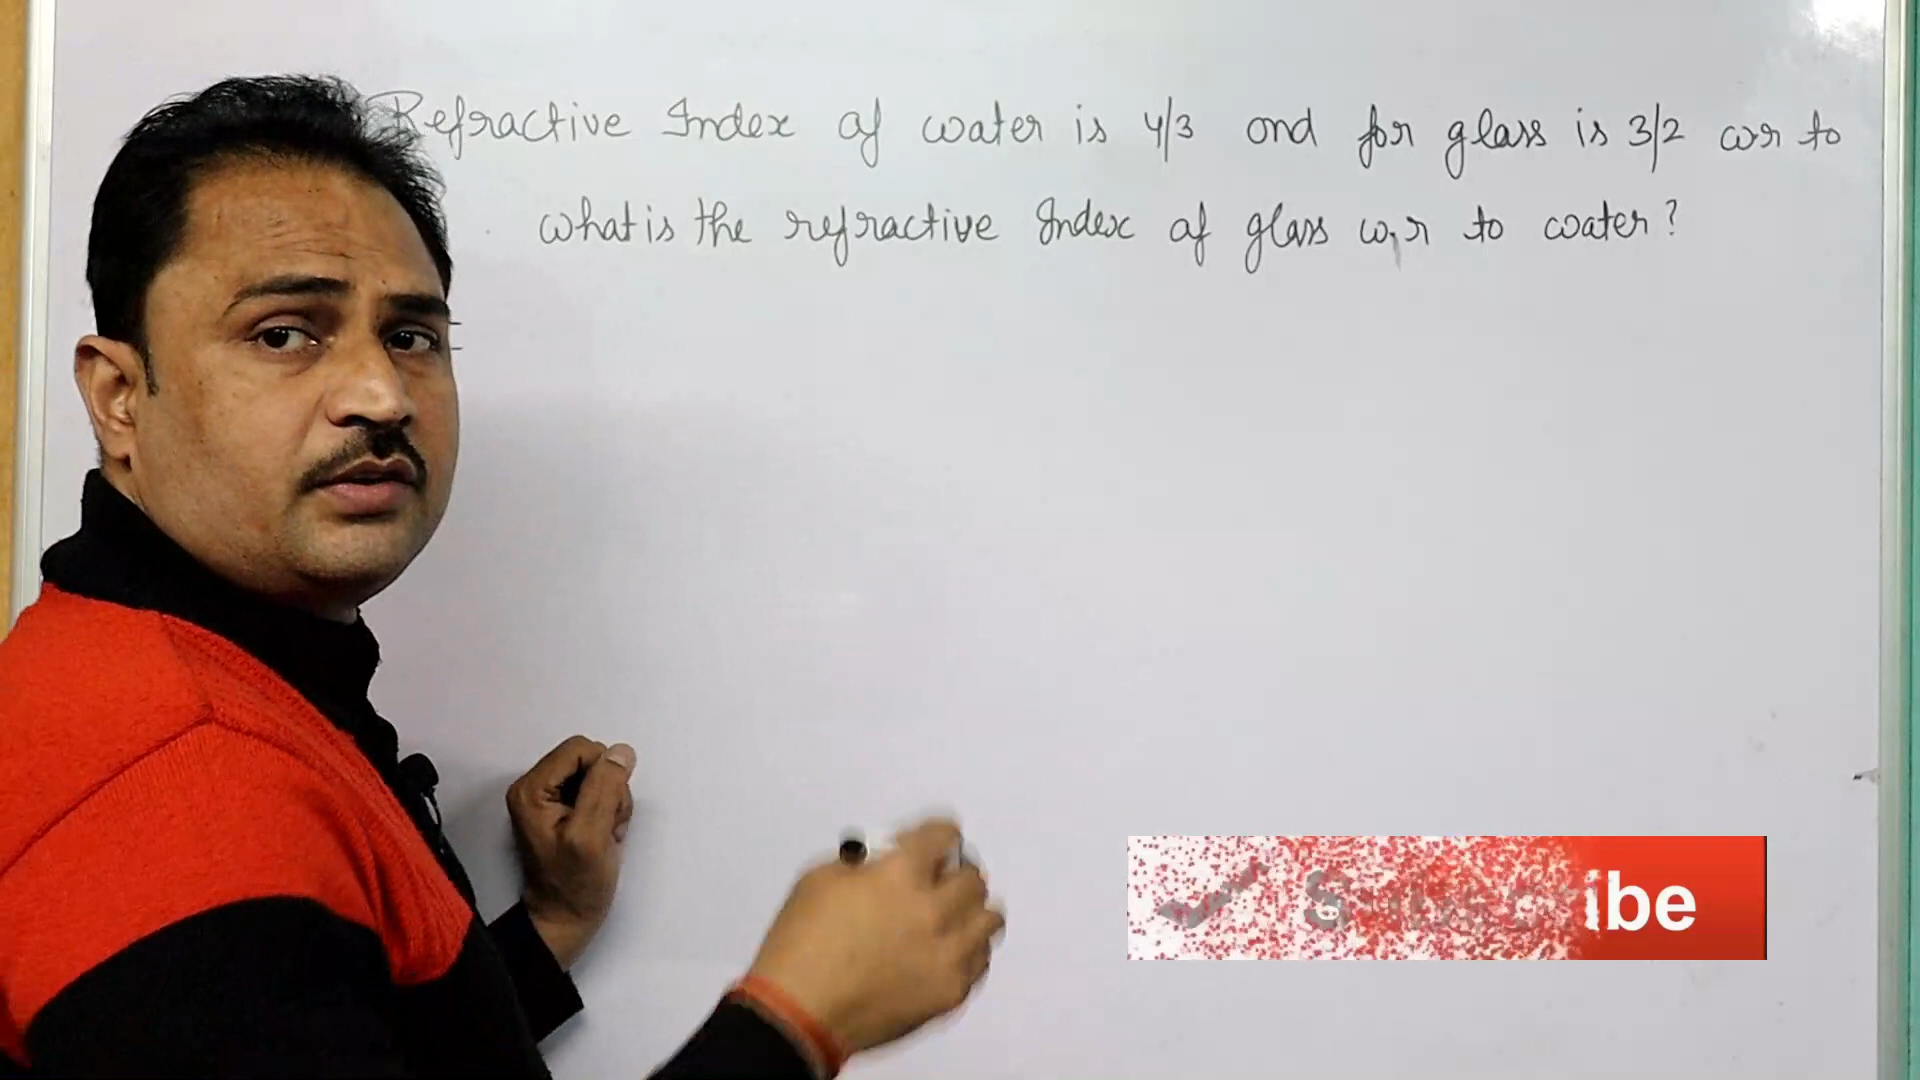 Refractive Index of water is 4/3 and for glass is 3/2 w.r to
what is the refractive Index of glass w.r to water?
Subscribe